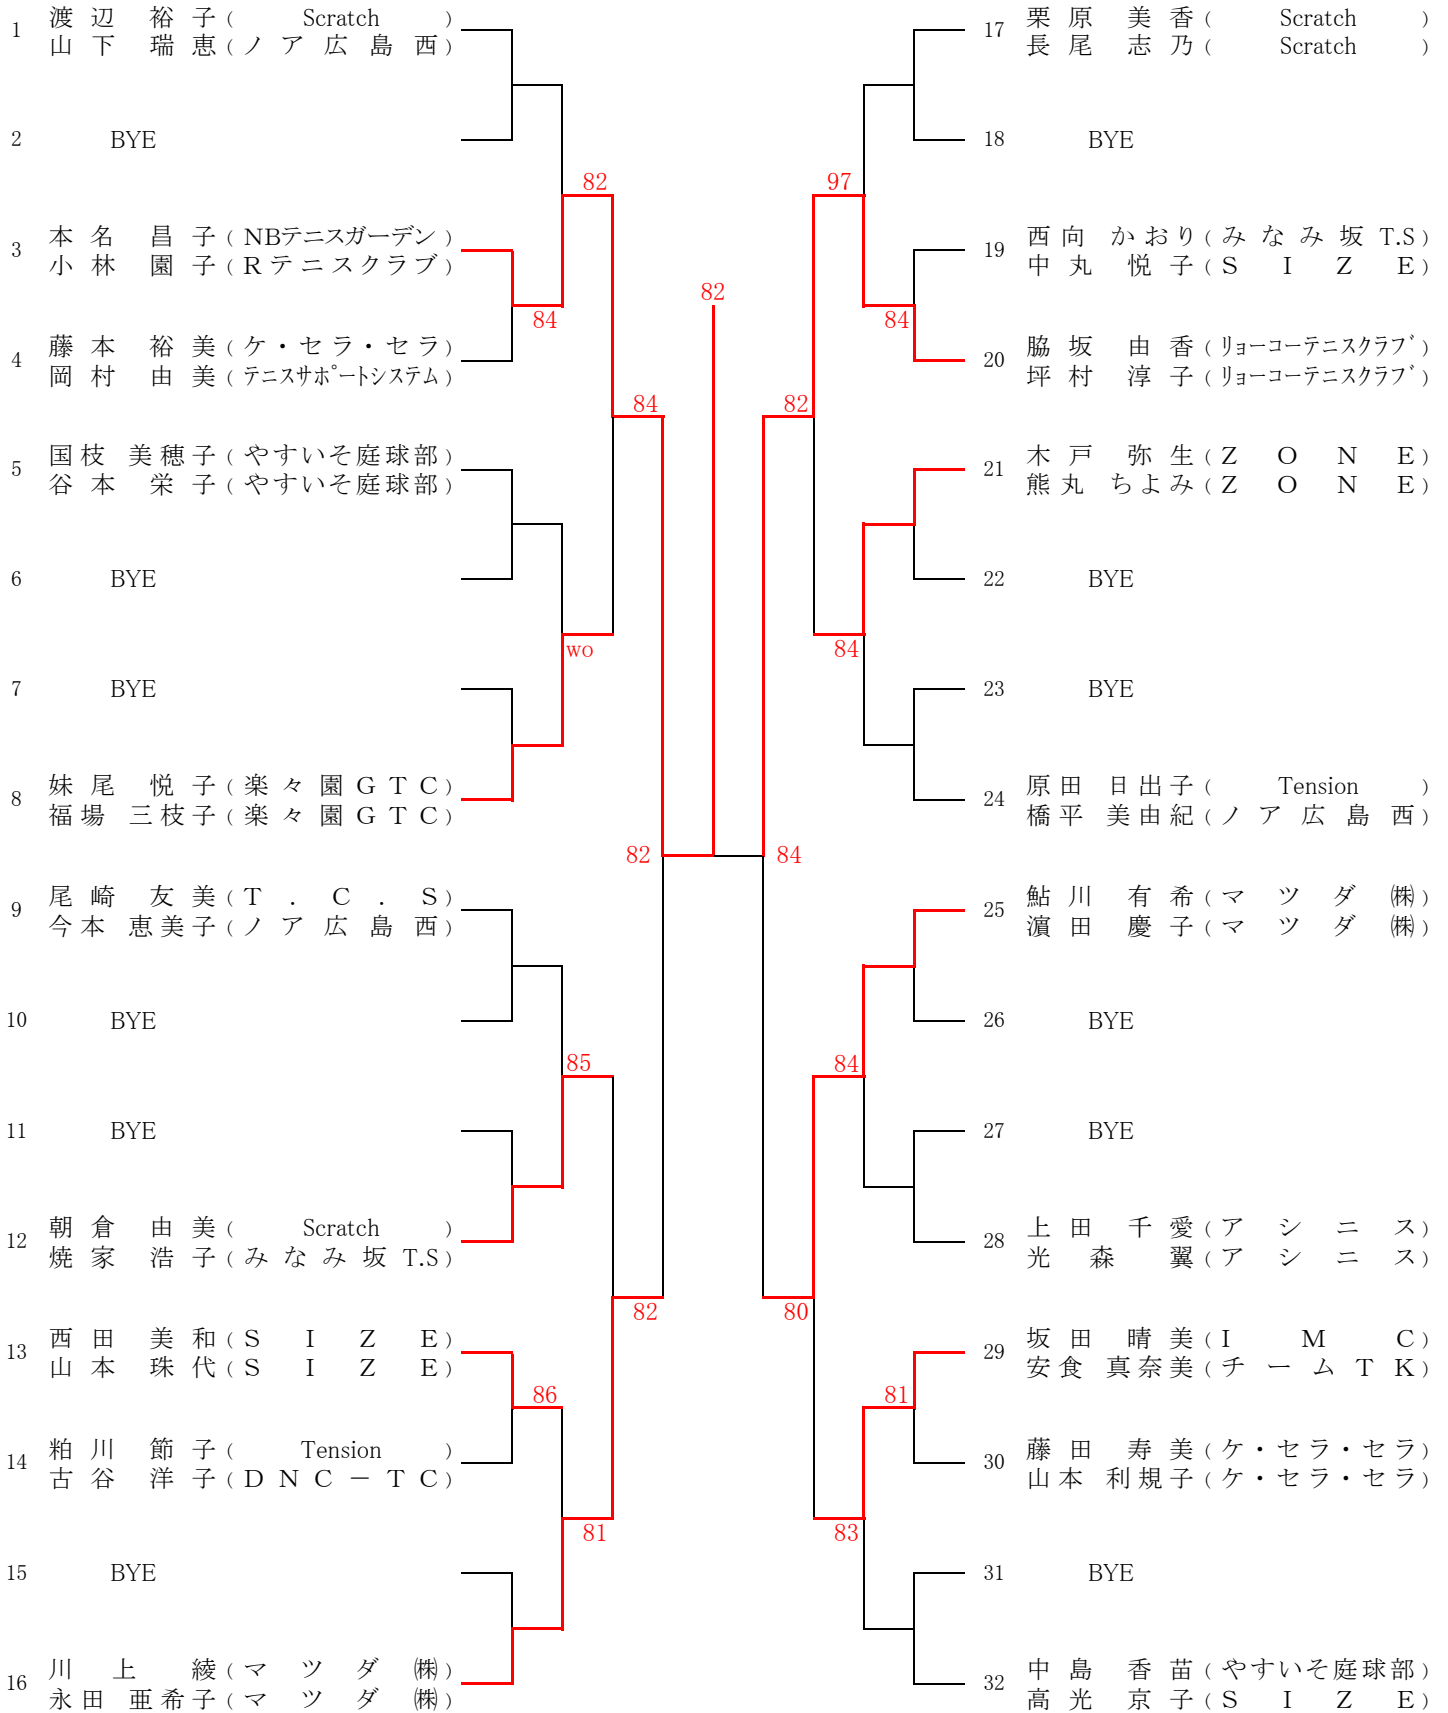 1 渡辺 裕子 ( Scratch )
山下 瑞恵 ( ノア広島西 )
2 BYE
82
3 本名 昌子 ( NBテニスガーデン )
小林 園子 ( Rテニスクラブ )
84
4 藤本 裕美 ( ケ・セラ・セラ )
岡村 由美 ( テニスサポートシステム )
84
5 国枝 美穂子 ( やすいそ庭球部 )
谷本 栄子 ( やすいそ庭球部 )
6 BYE
wo
7 BYE
8 妹尾 悦子 ( 楽々園GTC )
福場 三枝子 ( 楽々園GTC )
82
9 尾崎 友美 ( T.C.S )
今本 恵美子 ( ノア広島西 )
10 BYE
85
11 BYE
12 朝倉 由美 ( Scratch )
焼家 浩子 ( みなみ坂T.S )
82
13 西田 美和 ( SIZE )
山本 珠代 ( SIZE )
86
14 粕川 節子 ( Tension )
古谷 洋子 ( DNC-TC )
81
15 BYE
16 川上 綾 ( マツダ㈱ )
永田 亜希子 ( マツダ㈱ )
82
17 栗原 美香 ( Scratch )
長尾 志乃 ( Scratch )
18 BYE
97
19 西向 かおり ( みなみ坂T.S )
中丸 悦子 ( SIZE )
84
20 脇坂 由香 ( リョーコーテニスクラブ )
坪村 淳子 ( リョーコーテニスクラブ )
82
21 木戸 弥生 ( ZONE )
熊丸 ちよみ ( ZONE )
22 BYE
84
23 BYE
24 原田 日出子 ( Tension )
橋平 美由紀 ( ノア広島西 )
84
25 鮎川 有希 ( マツダ㈱ )
濵田 慶子 ( マツダ㈱ )
26 BYE
84
27 BYE
28 上田 千愛 ( アシニス )
光森 翼 ( アシニス )
80
29 坂田 晴美 ( IMC )
安食 真奈美 ( チームTK )
81
30 藤田 寿美 ( ケ・セラ・セラ )
山本 利規子 ( ケ・セラ・セラ )
83
31 BYE
32 中島 香苗 ( やすいそ庭球部 )
高光 京子 ( SIZE )